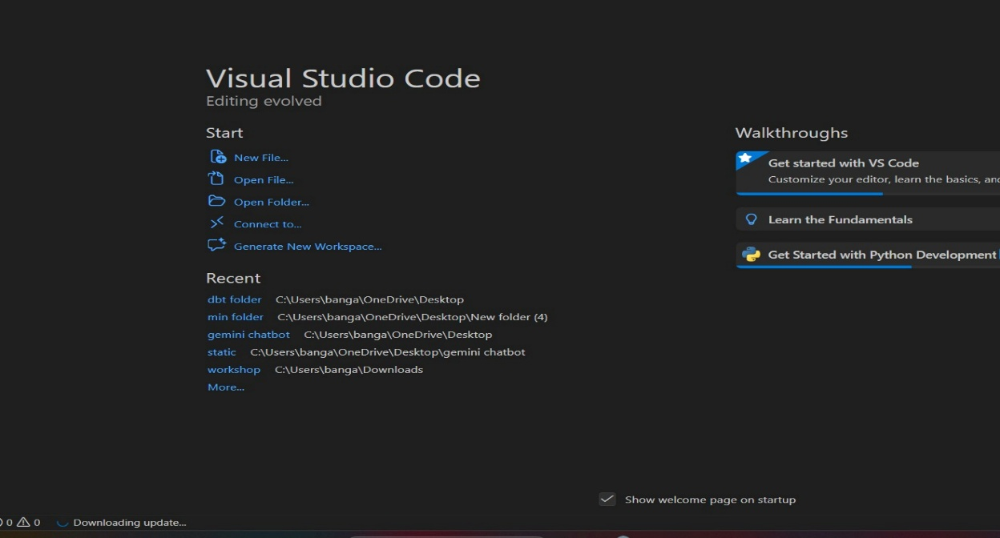 Visual Studio Code
Editing evolved
Start
New File...
Open File...
Open Folder...
Connect to...
Generate New Workspace...
Recent
dbt folder C:\Users\banga\OneDrive\Desktop
min folder C:\Users\banga\OneDrive\Desktop\New folder (4)
gemini chatbot C:\Users\banga\OneDrive\Desktop
static C:\Users\banga\OneDrive\Desktop\gemini chatbot
workshop C:\Users\banga\Downloads
More...
Walkthroughs
Get started with VS Code
Customize your editor, learn the basics, and
Learn the Fundamentals
Get Started with Python Development
Show welcome page on startup
0 0 Downloading update...